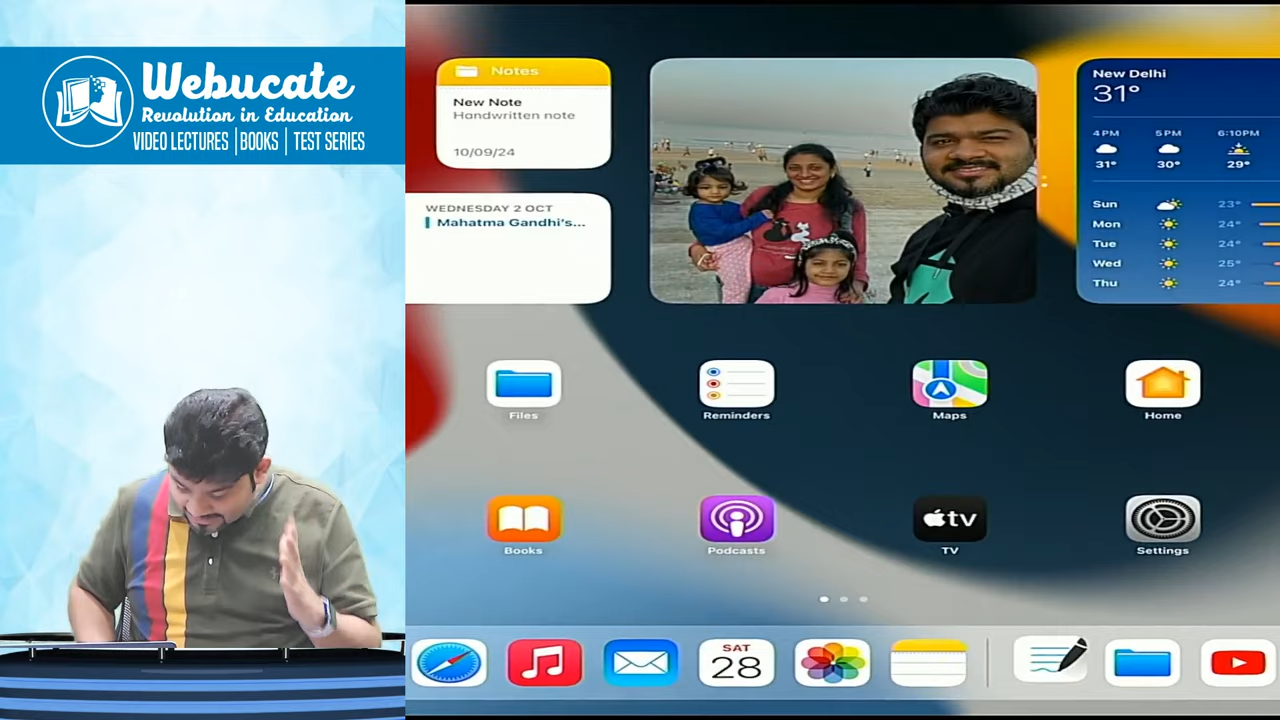 Webucate
Revolution in Education
VIDEO LECTURES | BOOKS | TEST SERIES
Notes
New Note
Handwritten note
10/09/24
WEDNESDAY 2 OCT
Mahatma Gandhi's...
New Delhi
31°
4PM 5PM 6:10PM
31° 30° 29°
Sun 23°
Mon 24°
Tue 24°
Wed 25°
Thu 24°
Files Reminders Maps Home
tv
Books Podcasts TV Settings
SAT
28